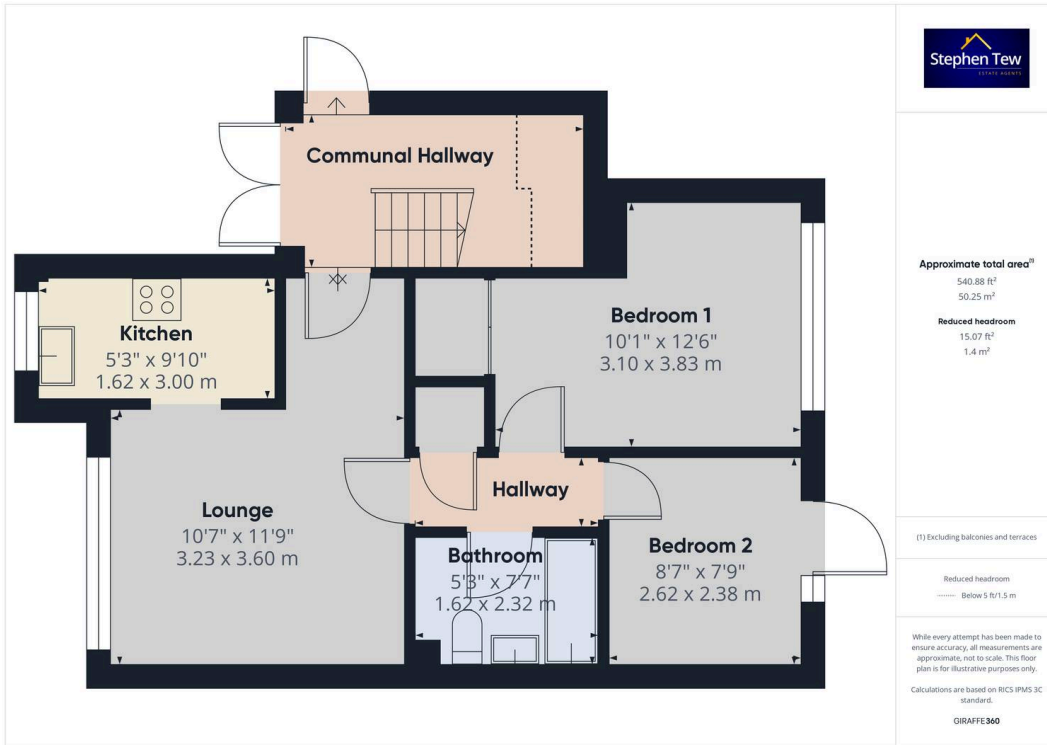 Communal Hallway
Kitchen
5'3" x 9'10"
1.62 x 3.00 m
Bedroom 1
10'1" x 12'6"
3.10 x 3.83 m
Lounge
10'7" x 11'9"
3.23 x 3.60 m
Hallway
Bathroom
5'3" x 7'7"
1.62 x 2.32 m
Bedroom 2
8'7" x 7'9"
2.62 x 2.38 m
Stephen Tew
ESTATE AGENTS
Approximate total area(1)
540.88 ft²
50.25 m²
Reduced headroom
15.07 ft²
1.4 m²
(1) Excluding balconies and terraces
Reduced headroom
Below 5 ft/1.5 m
While every attempt has been made to
ensure accuracy, all measurements are
approximate, not to scale. This floor
plan is for illustrative purposes only.
Calculations are based on RICS IPMS 3C
standard.
GIRAFFE360